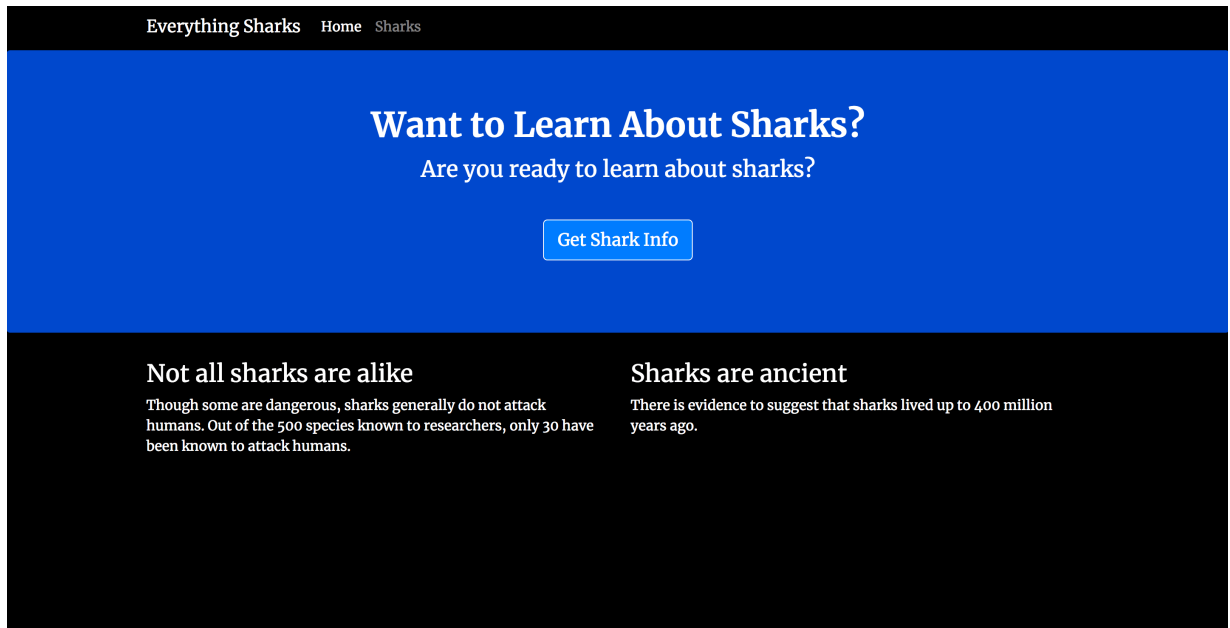 Everything Sharks Home Sharks
Want to Learn About Sharks?
Are you ready to learn about sharks?
Get Shark Info
Not all sharks are alike
Though some are dangerous, sharks generally do not attack
humans. Out of the 500 species known to researchers, only 30 have
been known to attack humans.
Sharks are ancient
There is evidence to suggest that sharks lived up to 400 million
years ago.